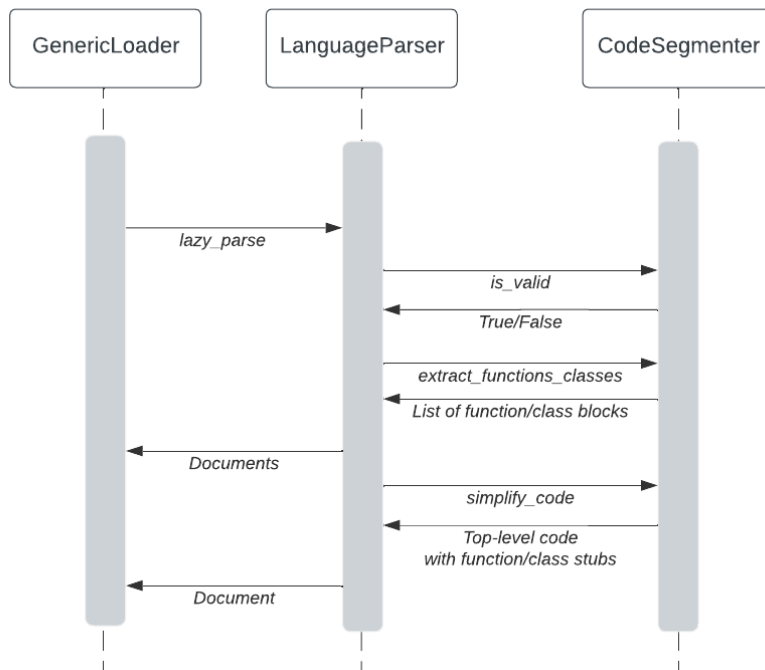 GenericLoader
LanguageParser
CodeSegmenter
lazy_parse
is_valid
True/False
extract_functions_classes
List of function/class blocks
Documents
simplify_code
Top-level code
with function/class stubs
Document